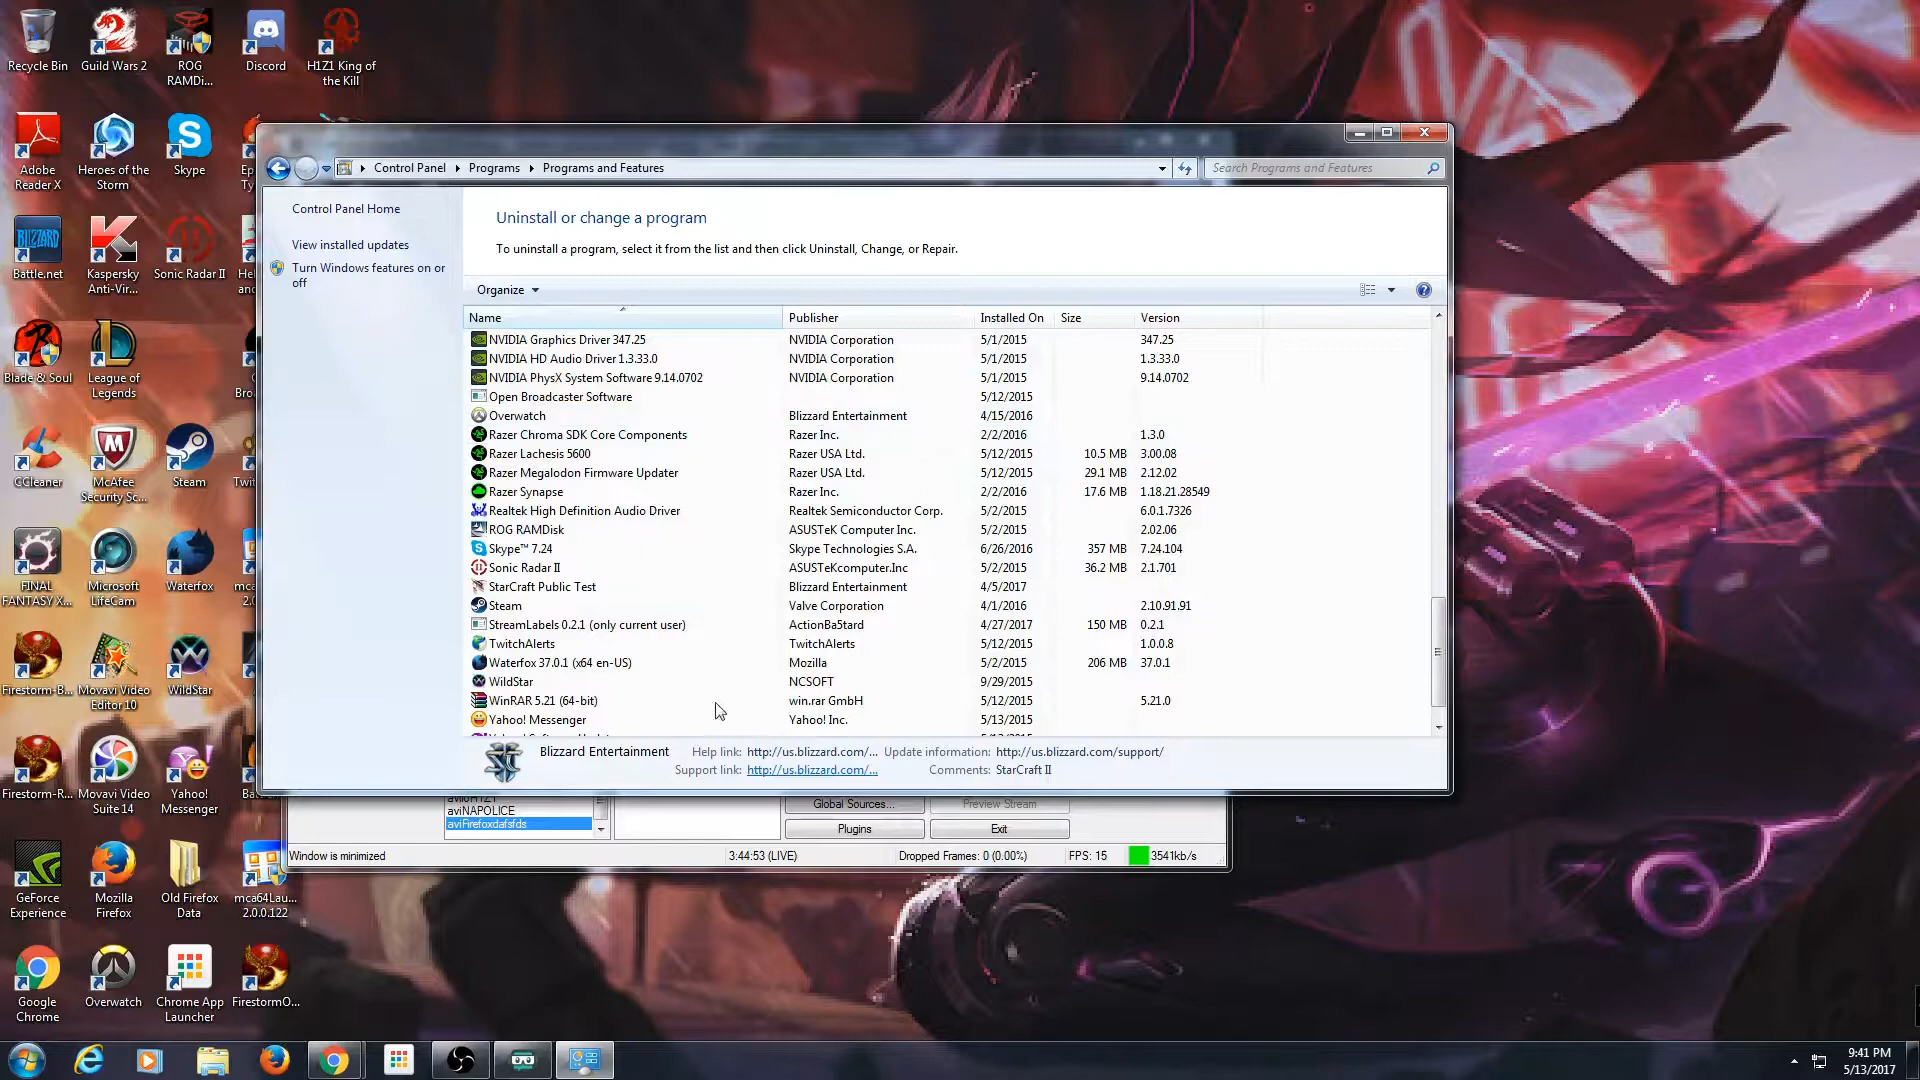 Recycle Bin
Guild Wars 2
ROG
RAMDi...
Discord
H1Z1 King of
the Kill
Adobe
Reader X
Heroes of the
Storm
Skype
Battle.net
Kaspersky
Anti-Vir...
Sonic Radar II
Blade & Soul
League of
Legends
CCleaner
McAfee
Security Sc...
Steam
FINAL
FANTASY X...
Microsoft
LifeCam
Waterfox
Firestorm-B...
Movavi Video
Editor 10
WildStar
Firestorm-R...
Movavi Video
Suite 14
Yahoo!
Messenger
GeForce
Experience
Mozilla
Firefox
Old Firefox
Data
mca64Lau...
2.0.0.122
Google
Chrome
Overwatch
Chrome App
Launcher
FirestormO...
Control Panel Programs Programs and Features
Search Programs and Features
Control Panel Home
View installed updates
Turn Windows features on or
off
Uninstall or change a program
To uninstall a program, select it from the list and then click Uninstall, Change, or Repair.
Organize
Name Publisher Installed On Size Version
NVIDIA Graphics Driver 347.25 NVIDIA Corporation 5/1/2015 347.25
NVIDIA HD Audio Driver 1.3.33.0 NVIDIA Corporation 5/1/2015 1.3.33.0
NVIDIA PhysX System Software 9.14.0702 NVIDIA Corporation 5/1/2015 9.14.0702
Open Broadcaster Software 5/12/2015
Overwatch Blizzard Entertainment 4/15/2016
Razer Chroma SDK Core Components Razer Inc. 2/2/2016 1.3.0
Razer Lachesis 5600 Razer USA Ltd. 5/12/2015 10.5 MB 3.00.08
Razer Megalodon Firmware Updater Razer USA Ltd. 5/12/2015 29.1 MB 2.12.02
Razer Synapse Razer Inc. 2/2/2016 17.6 MB 1.18.21.28549
Realtek High Definition Audio Driver Realtek Semiconductor Corp. 5/2/2015 6.0.1.7326
ROG RAMDisk ASUSTeK Computer Inc. 5/2/2015 2.02.06
Skype™ 7.24 Skype Technologies S.A. 6/26/2016 357 MB 7.24.104
Sonic Radar II ASUSTeKcomputer.Inc 5/2/2015 36.2 MB 2.1.701
StarCraft Public Test Blizzard Entertainment 4/5/2017
Steam Valve Corporation 4/1/2016 2.10.91.91
StreamLabels 0.2.1 (only current user) ActionBa5tard 4/27/2017 150 MB 0.2.1
TwitchAlerts TwitchAlerts 5/12/2015 1.0.0.8
Waterfox 37.0.1 (x64 en-US) Mozilla 5/2/2015 206 MB 37.0.1
WildStar NCSOFT 9/29/2015
WinRAR 5.21 (64-bit) win.rar GmbH 5/12/2015 5.21.0
Yahoo! Messenger Yahoo! Inc. 5/13/2015
Blizzard Entertainment Help link: http://us.blizzard.com/... Update information: http://us.blizzard.com/support/
Support link: http://us.blizzard.com/... Comments: StarCraft II
aviNAPOLICE
aviFirefoxdafsfds
Global Sources... Preview Stream
Plugins Exit
Window is minimized 3:44:53 (LIVE) Dropped Frames: 0 (0.00%) FPS: 15 3541kb/s
9:41 PM
5/13/2017